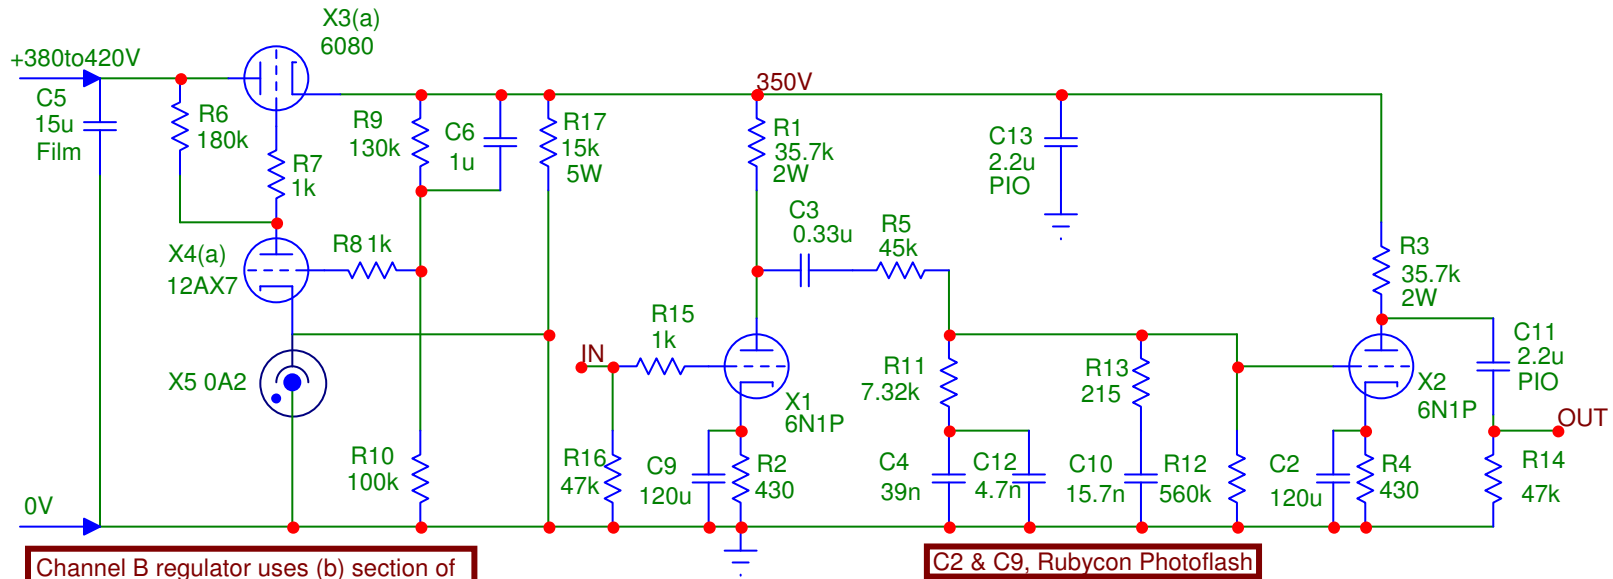 X3(a)
6080
+380to420V
C5
15u
Film
R6
180k
R7
1k
R9
130k
C6
1u
R17
15k
5W
350V
R1
35.7k
2W
C13
2.2u
PIO
C3
0.33u
R5
45k
R3
35.7k
2W
X4(a)
12AX7
R8 1k
R15
1k
IN
X5 0A2
X1
6N1P
R11
7.32k
R13
215
X2
6N1P
C11
2.2u
PIO
OUT
R10
100k
R16
47k
C9
120u
R2
430
C4
39n
C12
4.7n
C10
15.7n
R12
560k
C2
120u
R4
430
R14
47k
0V
Channel B regulator uses (b) section of
C2 & C9, Rubycon Photoflash